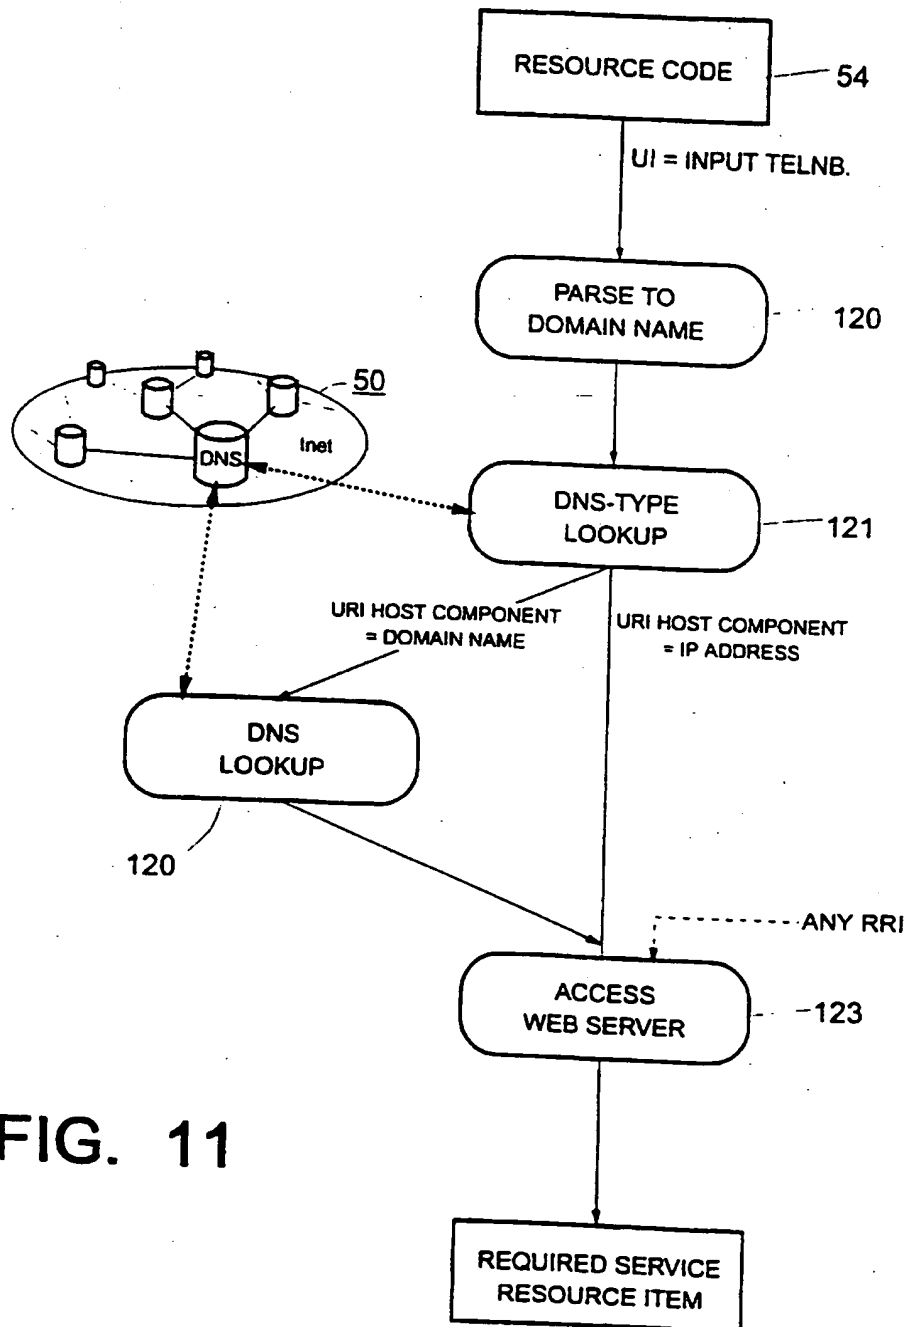 RESOURCE CODE
54
UI = INPUT TELNB.
PARSE TO
DOMAIN NAME
120
50
Inet
DNS
DNS-TYPE
LOOKUP
121
URI HOST COMPONENT
= DOMAIN NAME
URI HOST COMPONENT
= IP ADDRESS
DNS
LOOKUP
120
ANY RRI
ACCESS
WEB SERVER
123
FIG. 11
REQUIRED SERVICE
RESOURCE ITEM